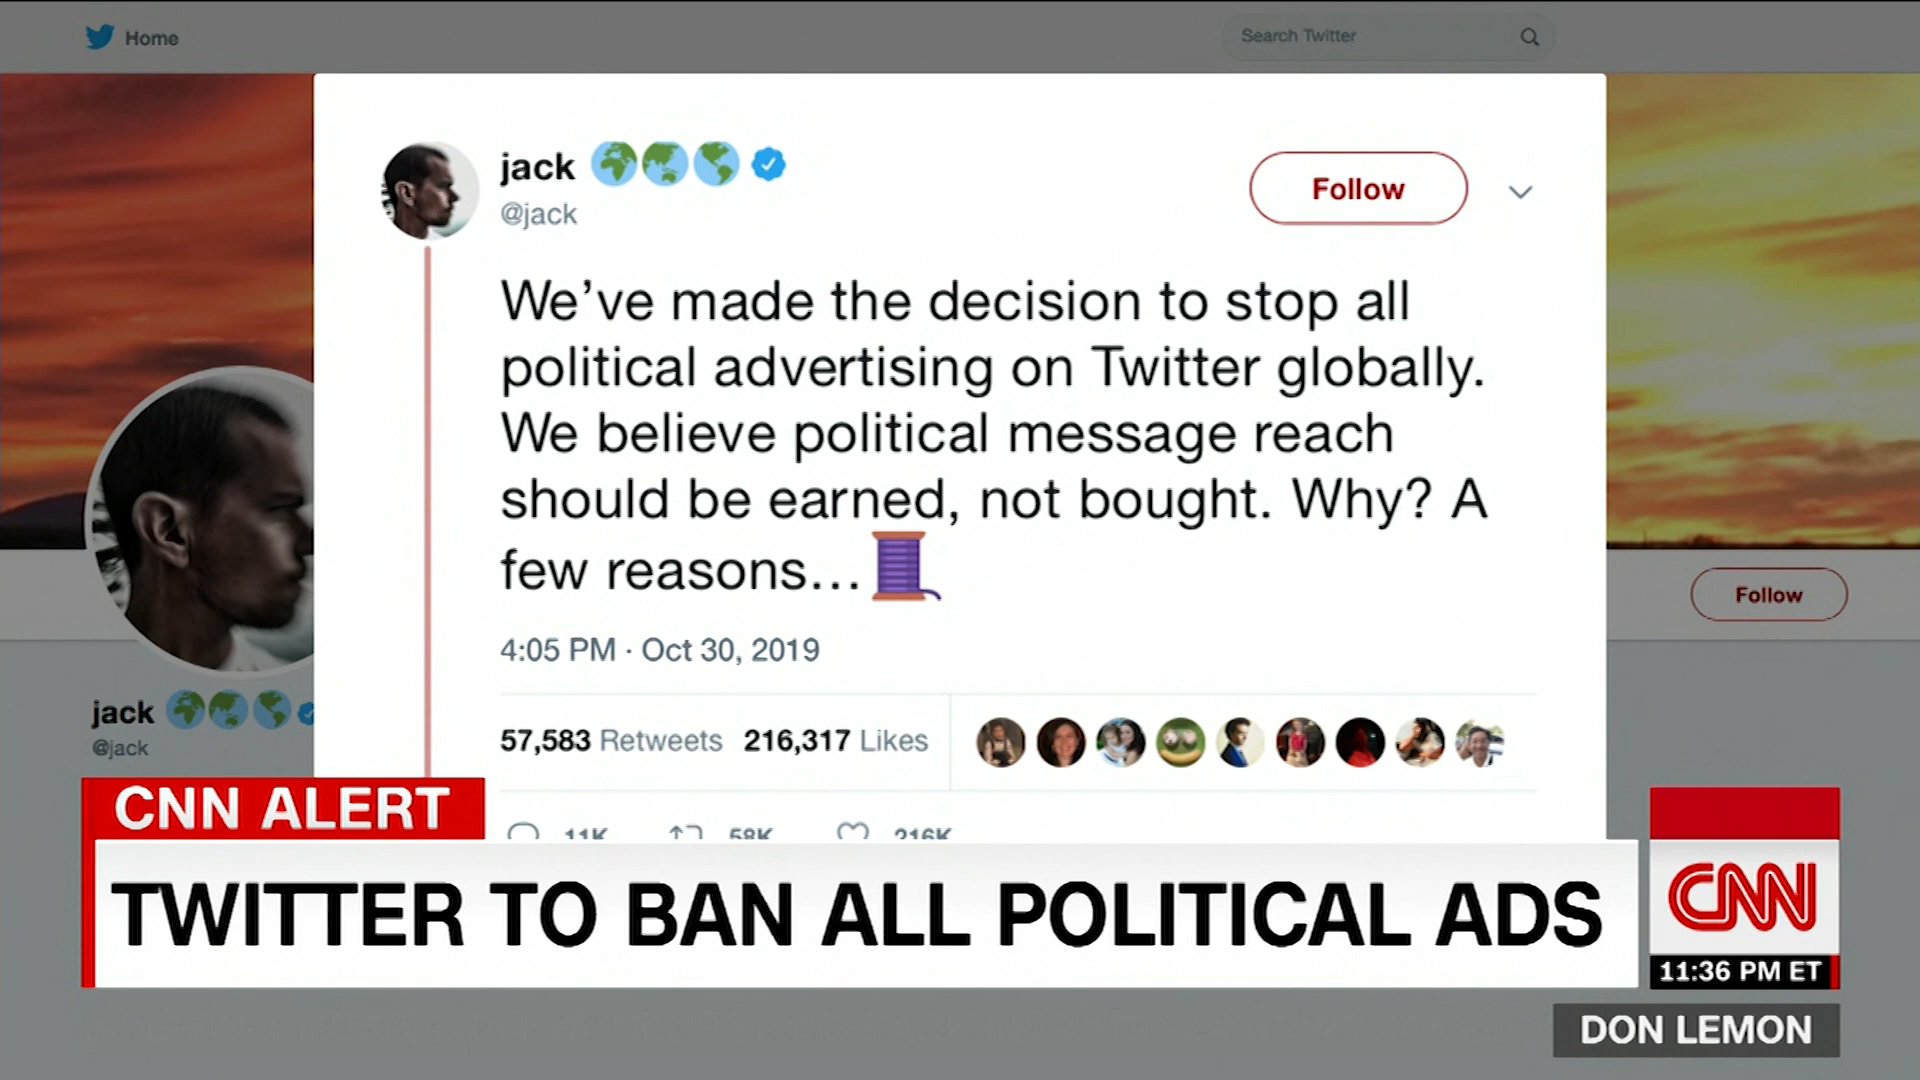 Home
Search Twitter
jack
@jack
Follow
We’ve made the decision to stop all
political advertising on Twitter globally.
We believe political message reach
should be earned, not bought. Why? A
few reasons...
4:05 PM · Oct 30, 2019
57,583 Retweets 216,317 Likes
11K 58K 216K
Follow
jack
@jack
CNN ALERT
TWITTER TO BAN ALL POLITICAL ADS
CNN
11:36 PM ET
DON LEMON